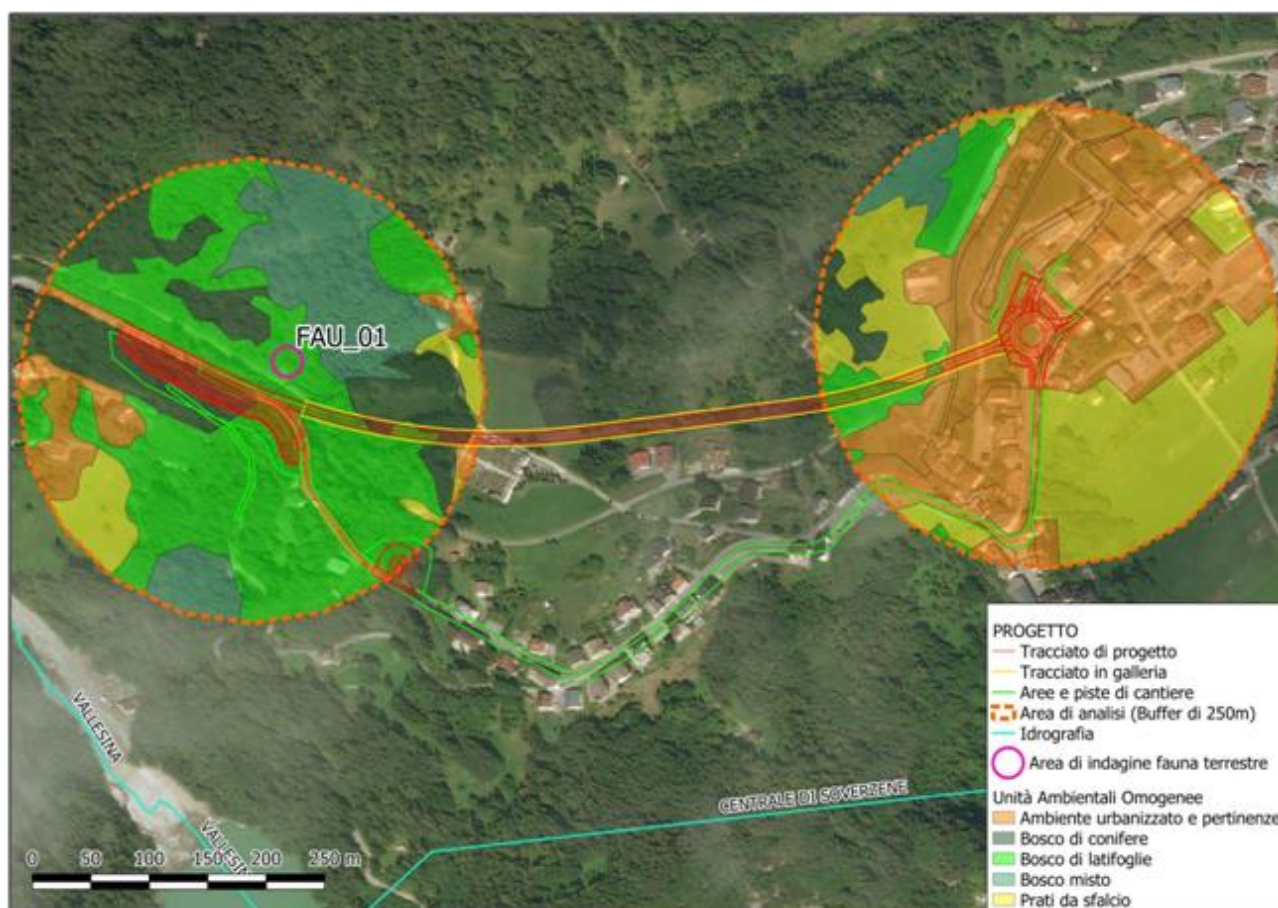 FAU_01
VALLESINA
VALLESIN
CENTRALE DI SOVERZENE
0 50 100 150 200 250 m
PROGETTO
Tracciato di progetto
Tracciato in galleria
Aree e piste di cantiere
Area di analisi (Buffer di 250m)
Idrografia
Area di indagine fauna terrestre
Unità Ambientali Omogenee
Ambiente urbanizzato e pertinenze
Bosco di conifere
Bosco di latifoglie
Bosco misto
Prati da sfalcio